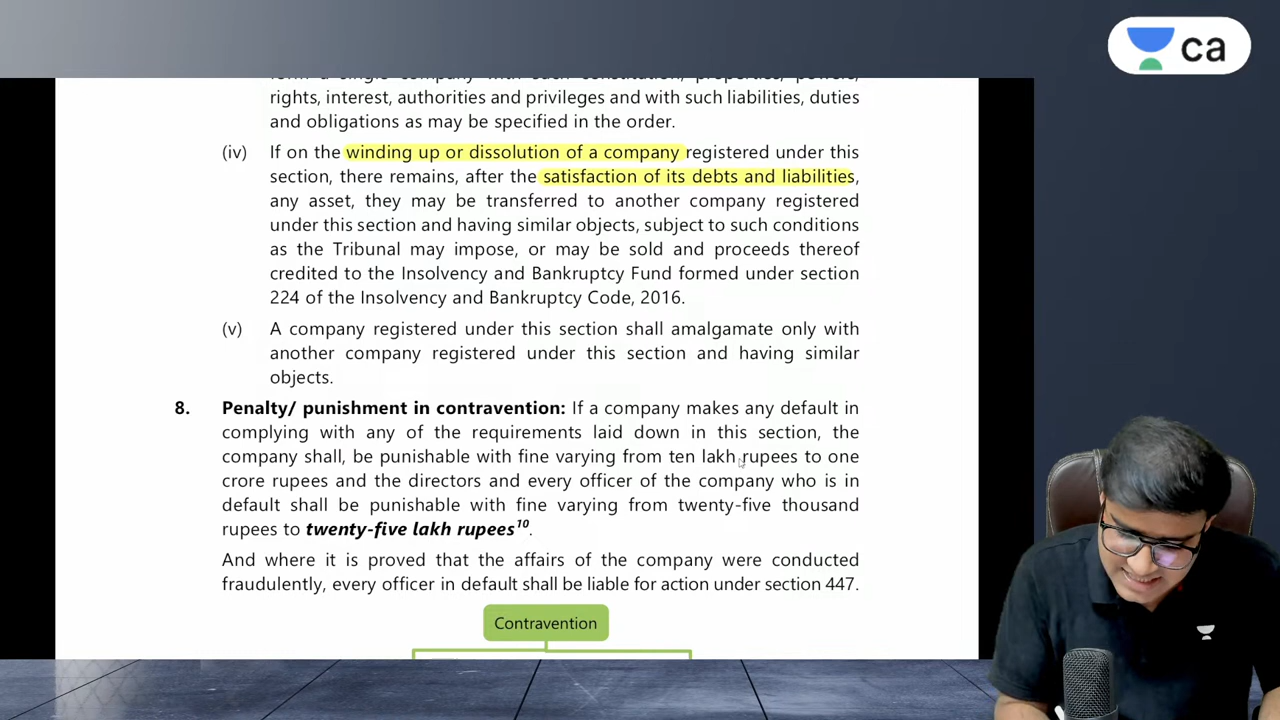 ca
rights, interest, authorities and privileges and with such liabilities, duties
and obligations as may be specified in the order.
(iv) If on the winding up or dissolution of a company registered under this
section, there remains, after the satisfaction of its debts and liabilities,
any asset, they may be transferred to another company registered
under this section and having similar objects, subject to such conditions
as the Tribunal may impose, or may be sold and proceeds thereof
credited to the Insolvency and Bankruptcy Fund formed under section
224 of the Insolvency and Bankruptcy Code, 2016.
(v) A company registered under this section shall amalgamate only with
another company registered under this section and having similar
objects.
8. Penalty/ punishment in contravention: If a company makes any default in
complying with any of the requirements laid down in this section, the
company shall, be punishable with fine varying from ten lakh rupees to one
crore rupees and the directors and every officer of the company who is in
default shall be punishable with fine varying from twenty-five thousand
rupees to twenty-five lakh rupees¹⁰.
And where it is proved that the affairs of the company were conducted
fraudulently, every officer in default shall be liable for action under section 447.
Contravention